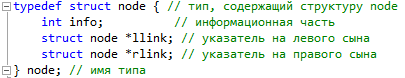 typedef struct node { // тип, содержащий структуру node
int info; // информационная часть
struct node *llink; // указатель на левого сына
struct node *rlink; // указатель на правого сына
} node; // имя типа